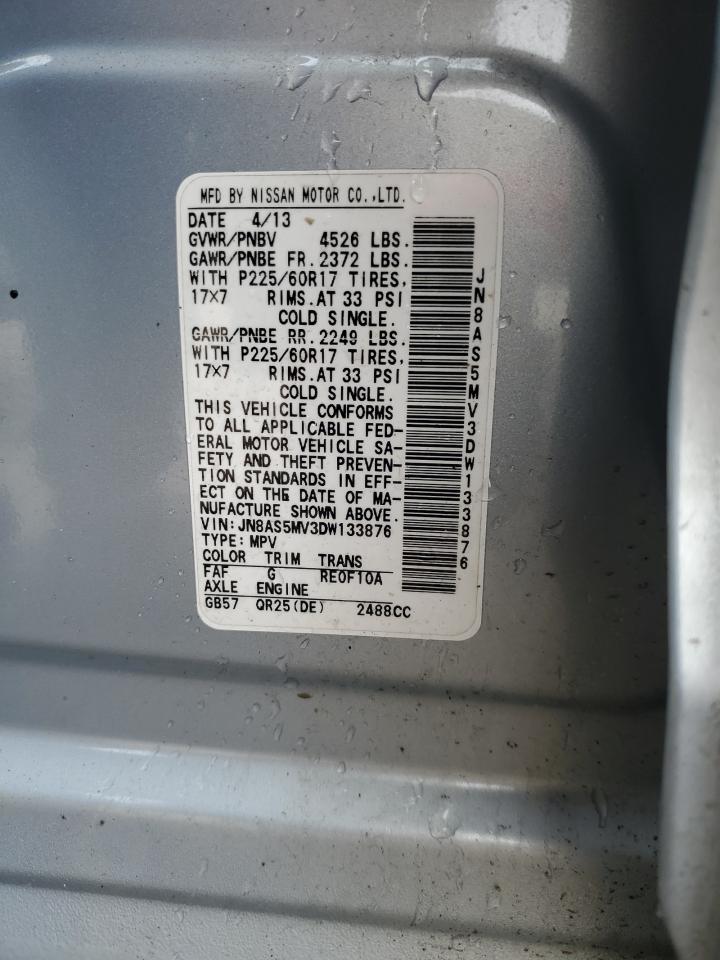 MFD BY NISSAN MOTOR CO.,LTD.
DATE 4/13
GVWR/PNBV 4526 LBS.
GAWR/PNBE FR.2372 LBS.
WITH P225/60R17 TIRES,
17×7 RIMS.AT 33 PSI
COLD SINGLE.
GAWR/PNBE RR.2249 LBS.
WITH P225/60R17 TIRES,
17×7 RIMS.AT 33 PSI
COLD SINGLE.
THIS VEHICLE CONFORMS
TO ALL APPLICABLE FED-
ERAL MOTOR VEHICLE SA-
FETY AND THEFT PREVEN-
TION STANDARDS IN EFF-
ECT ON THE DATE OF MA-
NUFACTURE SHOWN ABOVE.
VIN:JN8AS5MV3DW133876
TYPE:MPV
COLOR TRIM TRANS
FAF G RE0F10A
AXLE ENGINE
GB57 QR25(DE) 2488CC
JN8AS5MV3DW133876